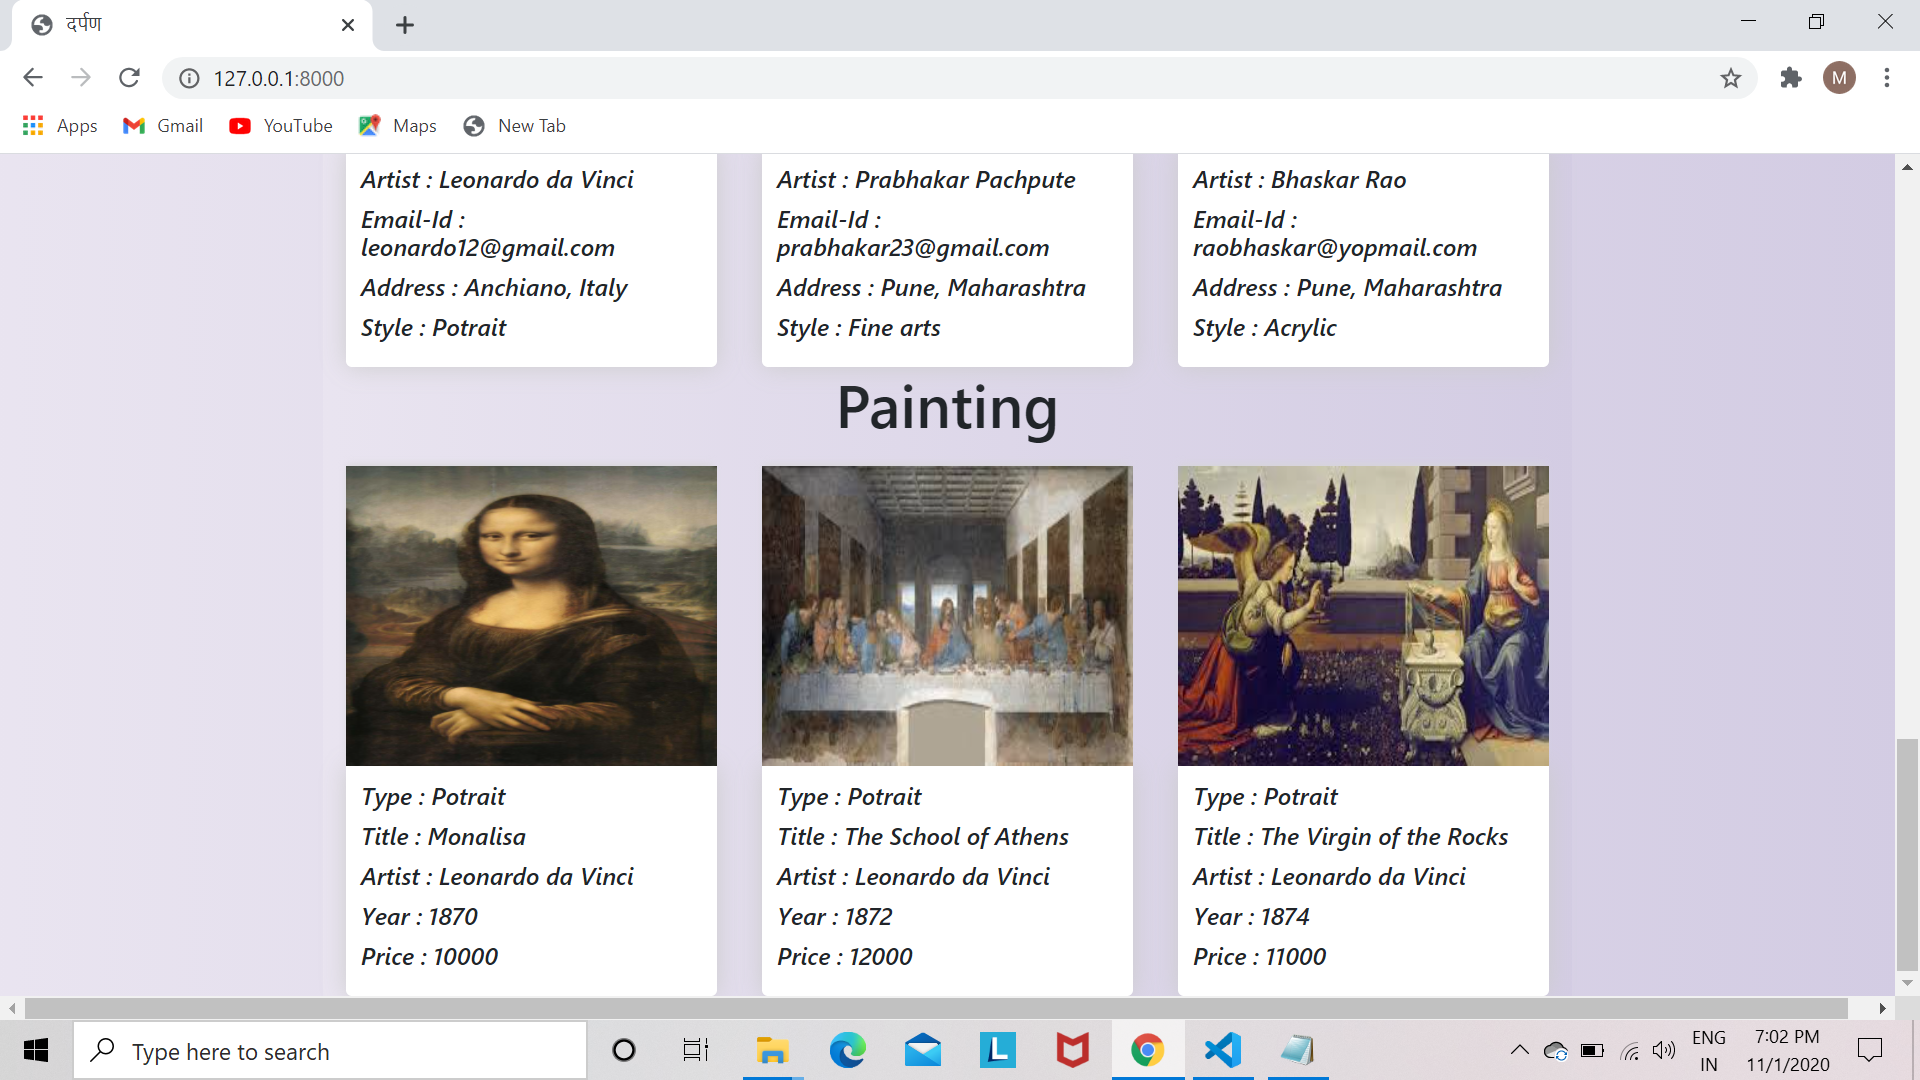 दर्पण
127.0.0.1:8000
M
Apps
Gmail
YouTube
Maps
New Tab
Artist : Leonardo da Vinci
Email-Id :
leonardo12@gmail.com
Address : Anchiano, Italy
Style : Potrait
Artist : Prabhakar Pachpute
Email-Id :
prabhakar23@gmail.com
Address : Pune, Maharashtra
Style : Fine arts
Artist : Bhaskar Rao
Email-Id :
raobhaskar@yopmail.com
Address : Pune, Maharashtra
Style : Acrylic
Painting
Type : Potrait
Title : Monalisa
Artist : Leonardo da Vinci
Year : 1870
Price : 10000
Type : Potrait
Title : The School of Athens
Artist : Leonardo da Vinci
Year : 1872
Price : 12000
Type : Potrait
Title : The Virgin of the Rocks
Artist : Leonardo da Vinci
Year : 1874
Price : 11000
Type here to search
L
ENG
IN
7:02 PM
11/1/2020